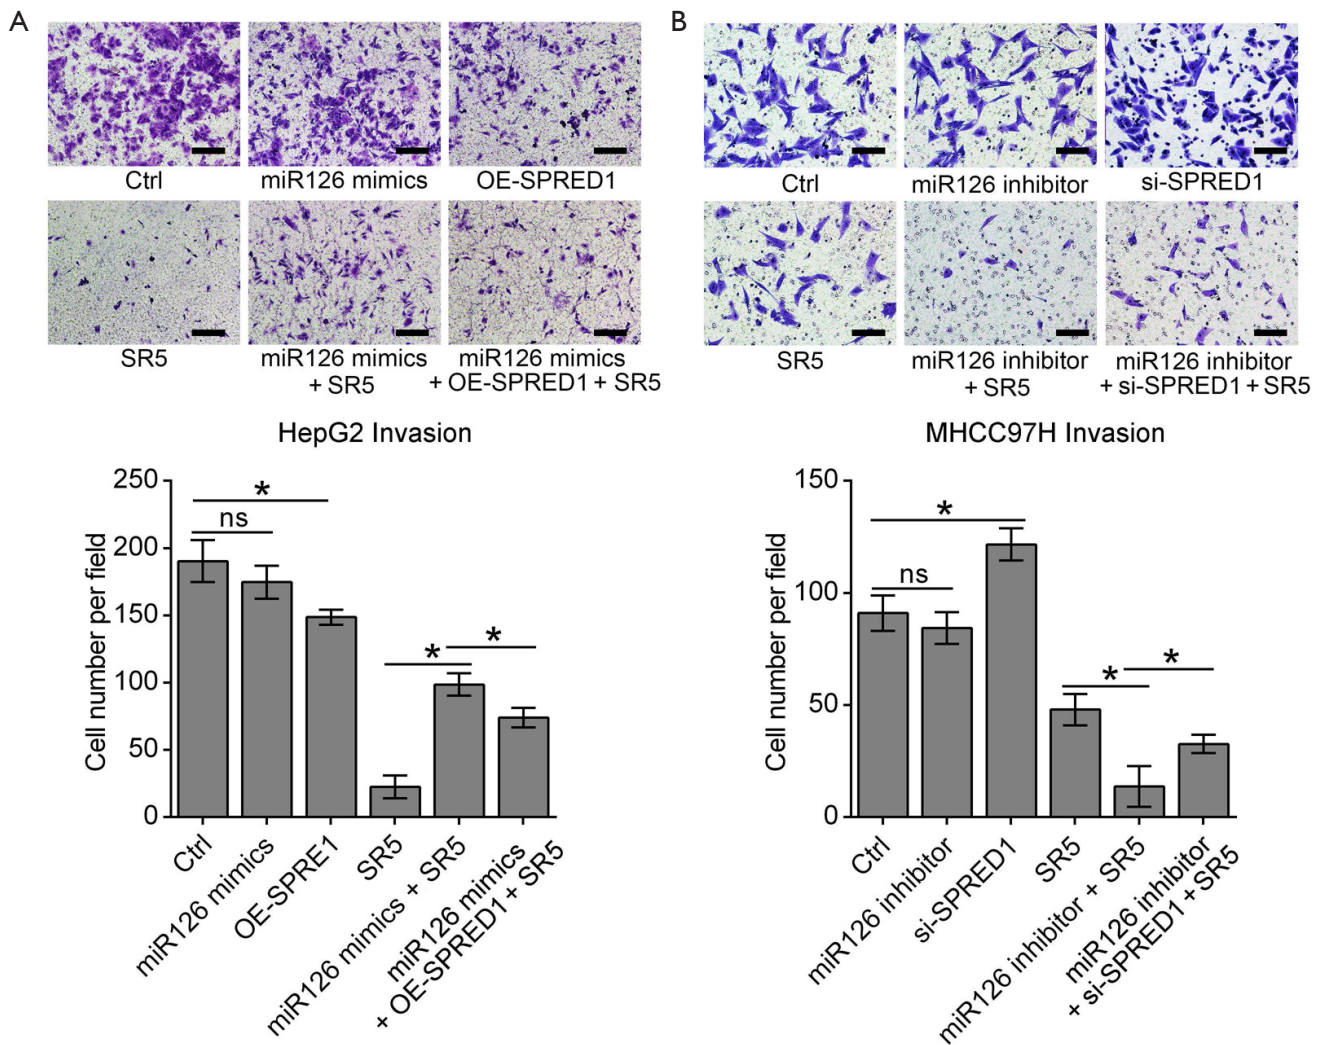 A
Ctrl
miR126 mimics
OE-SPRED1
SR5
miR126 mimics
+ SR5
miR126 mimics
+ OE-SPRED1 + SR5
HepG2 Invasion
Cell number per field
250
200
150
100
50
0
*
ns
*
*
Ctrl
miR126 mimics
OE-SPRE1
SR5
miR126 mimics + SR5
miR126 mimics
+ OE-SPRED1 + SR5
B
Ctrl
miR126 inhibitor
si-SPRED1
SR5
miR126 inhibitor
+ SR5
miR126 inhibitor
+ si-SPRED1 + SR5
MHCC97H Invasion
Cell number per field
150
100
50
0
*
ns
*
*
Ctrl
miR126 inhibitor
si-SPRED1
SR5
miR126 inhibitor + SR5
miR126 inhibitor
+ si-SPRED1 + SR5